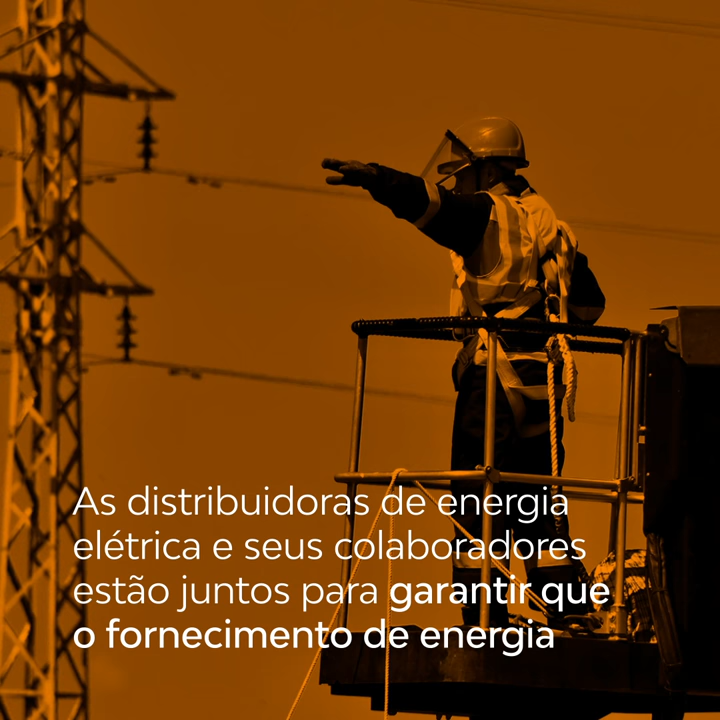 As distribuidoras de energia
elétrica e seus colaboradores
estão juntos para garantir que
o fornecimento de energia